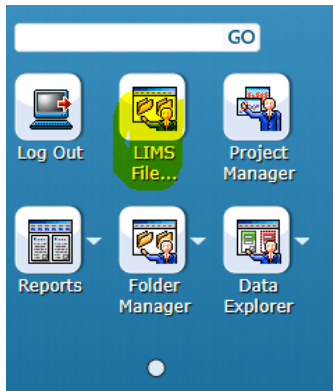 GO
Log Out
LIMS
File...
Project
Manager
Reports
Folder
Manager
Data
Explorer